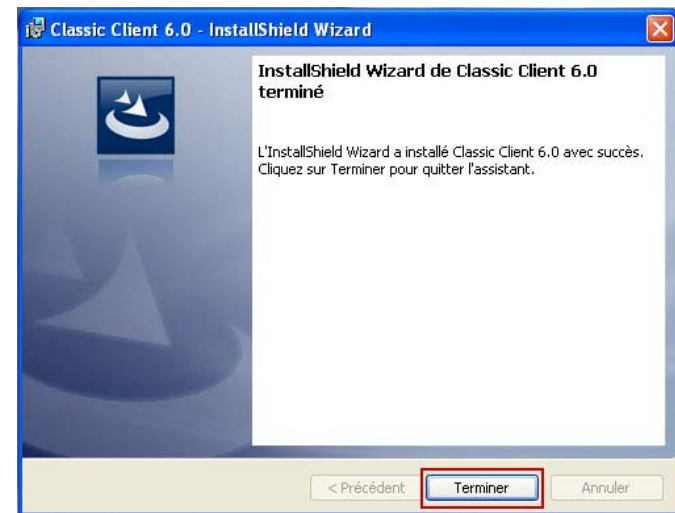 Classic Client 6.0 - InstallShield Wizard
InstallShield Wizard de Classic Client 6.0
terminé
L'InstallShield Wizard a installé Classic Client 6.0 avec succès.
Cliquez sur Terminer pour quitter l'assistant.
< Précédent Terminer Annuler